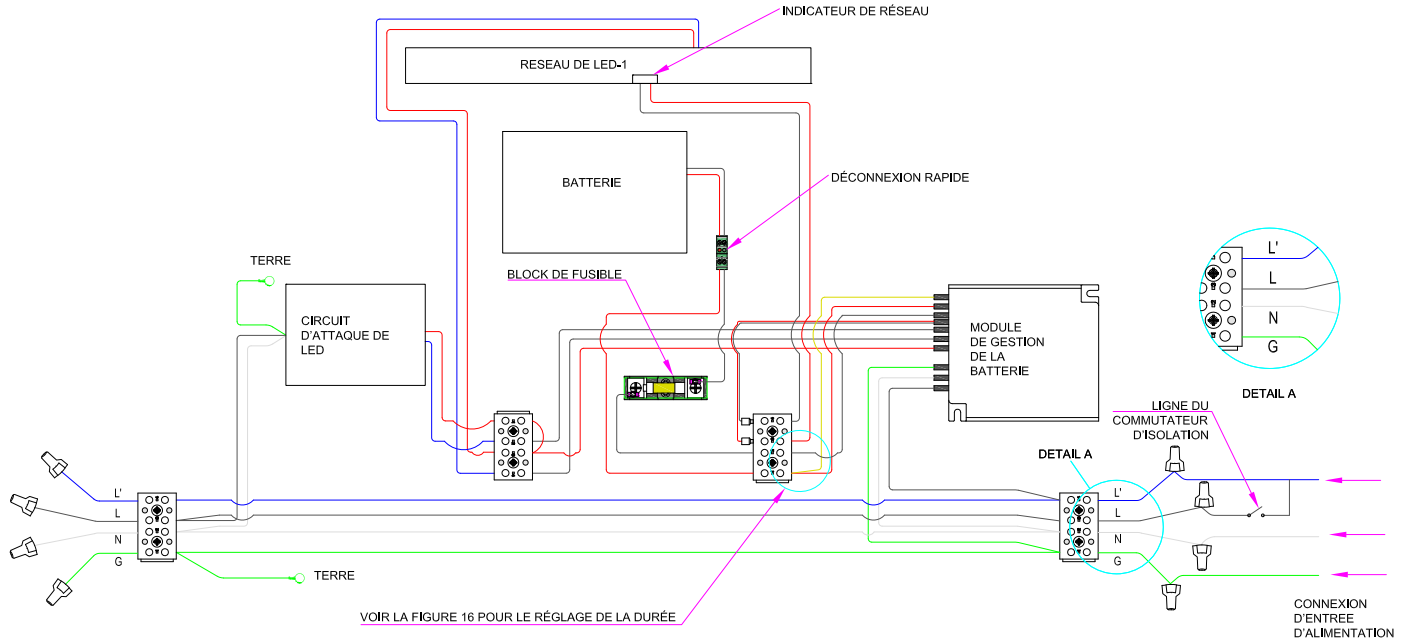 INDICATEUR DE RÉSEAU
RESEAU DE LED-1
BATTERIE
DÉCONNEXION RAPIDE
TERRE
BLOCK DE FUSIBLE
CIRCUIT
D'ATTAQUE DE
LED
MODULE
DE GESTION
DE LA
BATTERIE
L'
L
N
G
DETAIL A
LIGNE DU
COMMUTATEUR
D'ISOLATION
DETAIL A
L'
L
N
G
L'
L
N
G
TERRE
VOIR LA FIGURE 16 POUR LE RÉGLAGE DE LA DURÉE
CONNEXION
D'ENTREE
D'ALIMENTATION